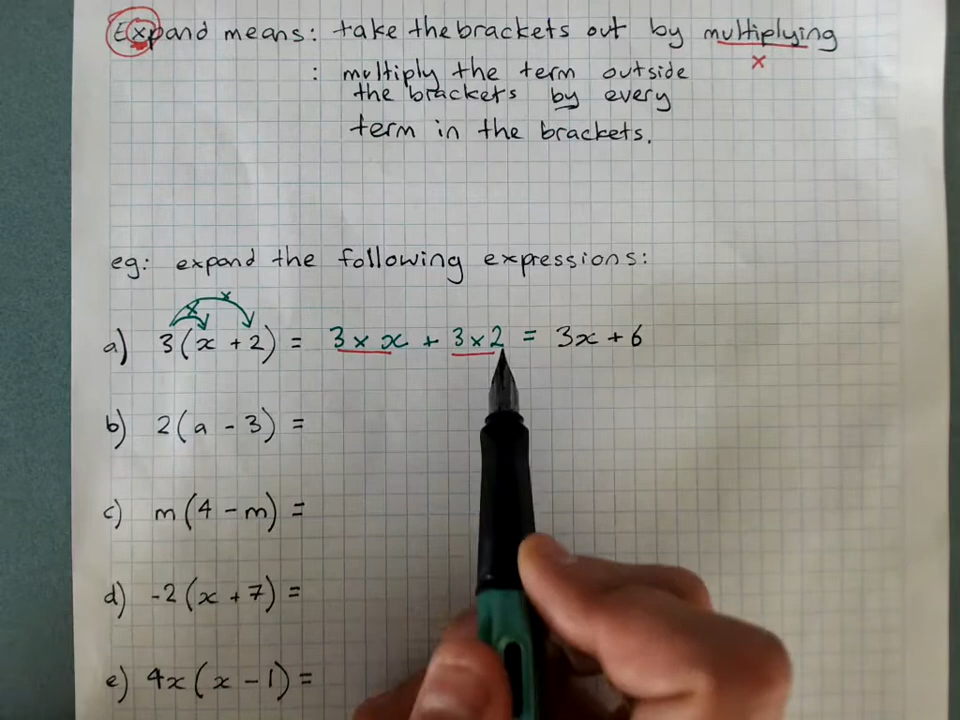 Expand means: take the brackets out by multiplying
x
: multiply the term outside
the brackets by every
term in the brackets.
eg: expand the following expressions:
x x
a) 3(x + 2) = 3 × x + 3 × 2 = 3x + 6
b) 2(a - 3) =
c) m(4 - m) =
d) -2(x + 7) =
e) 4x(x - 1) =